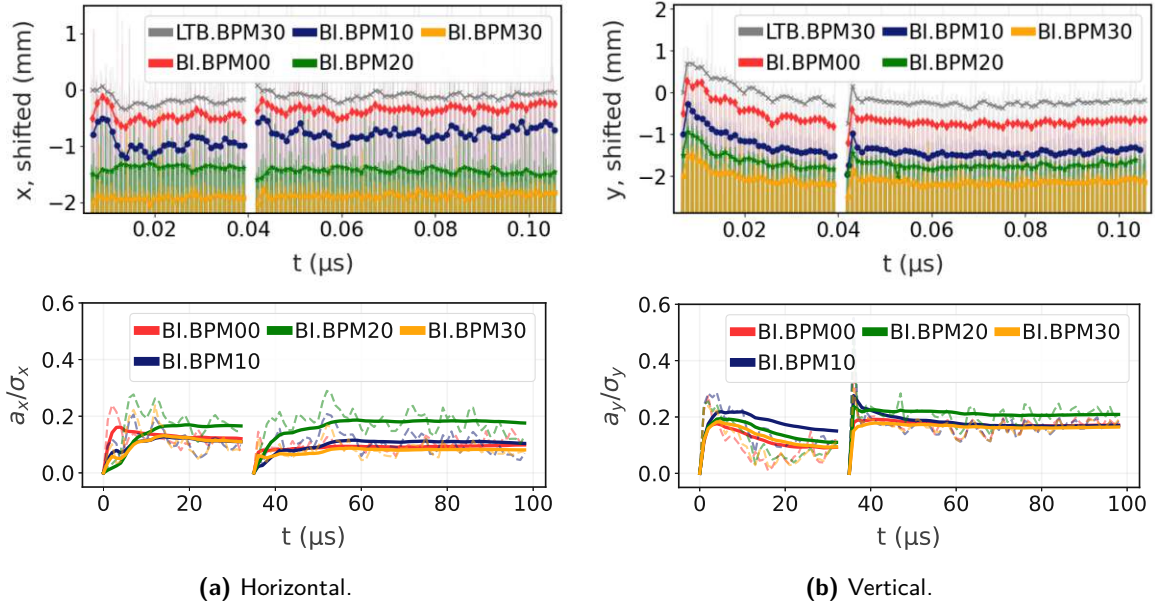 LTB.BPM30 BI.BPM10 BI.BPM30
BI.BPM00 BI.BPM20
x, shifted (mm)
1
0
−1
−2
0.02 0.04 0.06 0.08 0.10
t (μs)
LTB.BPM30 BI.BPM10 BI.BPM30
BI.BPM00 BI.BPM20
y, shifted (mm)
2
0
−1
−2
0.02 0.04 0.06 0.08 0.10
t (μs)
BI.BPM00 BI.BPM20 BI.BPM30
BI.BPM10
aₓ/σₓ
0.6
0.4
0.2
0.0
0 20 40 60 80 100
t (μs)
(a) Horizontal.
BI.BPM00 BI.BPM20 BI.BPM30
BI.BPM10
a_y/σ_y
0.6
0.4
0.2
0.0
0 20 40 60 80 100
t (μs)
(b) Vertical.